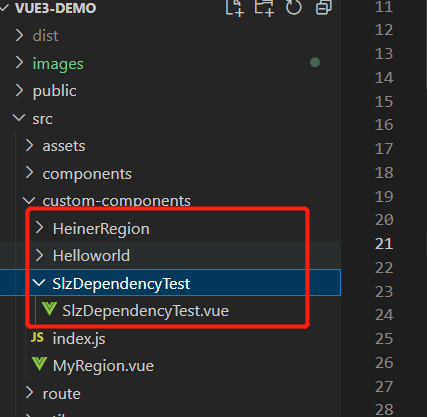 VUE3-DEMO
dist
images
public
src
assets
components
custom-components
HeinerRegion
Helloworld
SlzDependencyTest
SlzDependencyTest.vue
JS index.js
MyRegion.vue
route
11
12
13
14
15
16
17
18
19
20
21
22
23
24
25
26
27
28